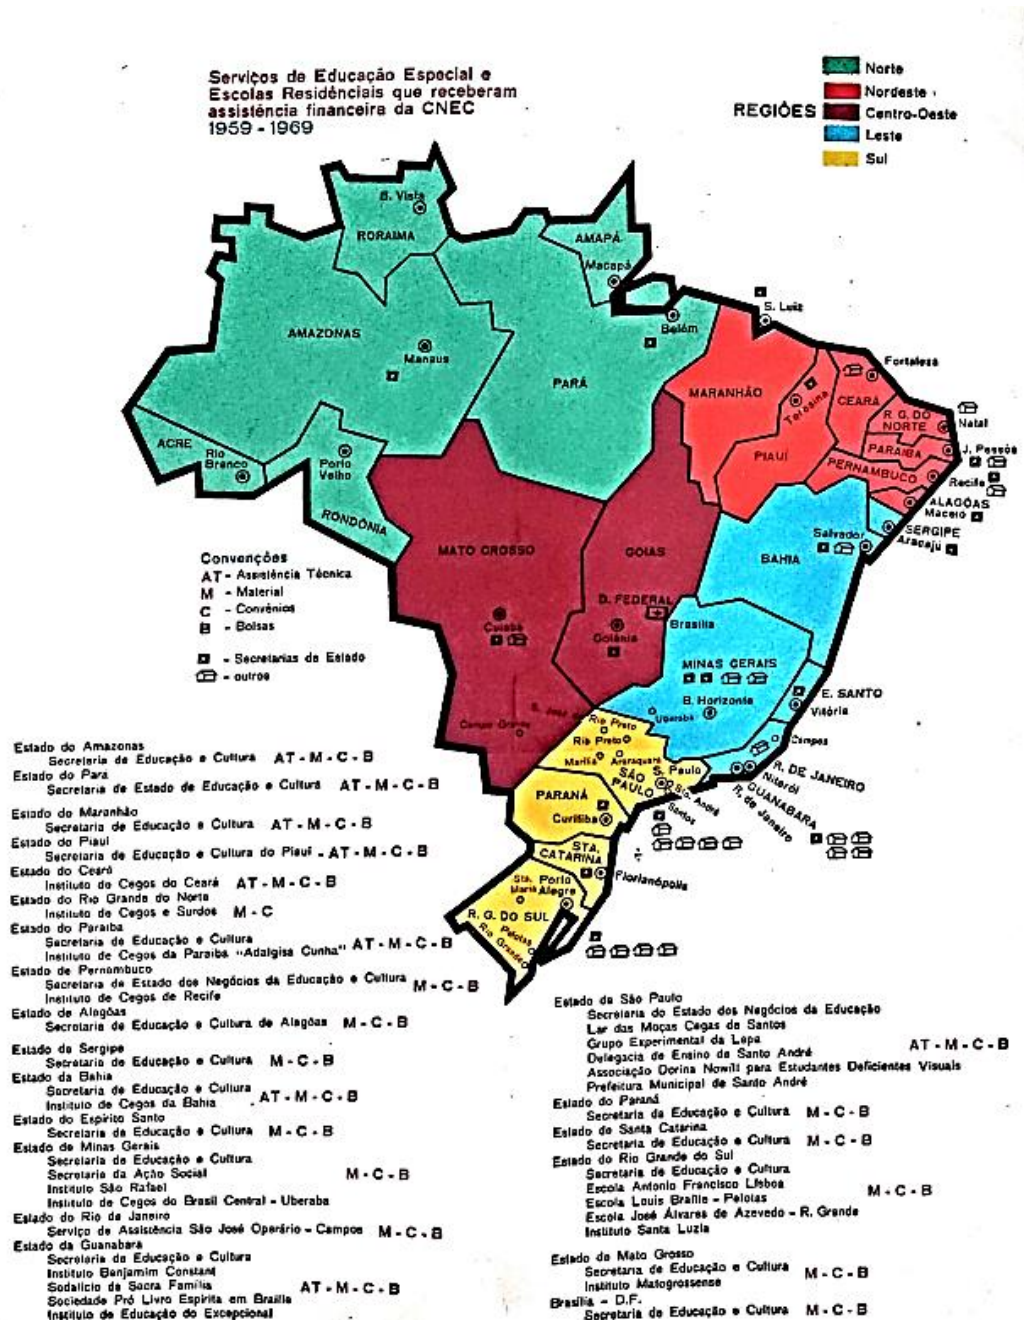 Serviços de Educação Especial e
Escolas Residênciais que receberam
assistência financeira da CNEC
1959 - 1969
REGIÕES
Norte
Nordeste
Centro-Oeste
Leste
Sul
B. Vista
RORAIMA
AMAPÁ
Macapá
S. Luiz
AMAZONAS
Manaus
Belém
PARÁ
MARANHÃO
Teresina
Fortaleza
CEARÁ
R. G. DO
NORTE
Natal
ACRE
Rio
Branco
Porto
Velho
RONDÔNIA
PIAUÍ
PARAIBA
J. Pessôa
PERNAMBUCO
Recife
ALAGÔAS
Maceió
SERGIPE
Aracajú
Salvador
BAHIA
MATO GROSSO
GOIAS
D. FEDERAL
Brasília
Cuiabá
Goiânia
Convenções
AT - Assistência Técnica
M - Material
C - Convênios
B - Bolsas
- Secretarias de Estado
- outros
MINAS GERAIS
B. Horizonte
Uberaba
E. SANTO
Vitória
Campos
R. DE JANEIRO
Niterói
GUANABARA
R. de Janeiro
Campo Grande
S. José do
Rio Preto
Rio Preto
Marília
Araraquara
SÃO
PAULO
S. Paulo
Sto. André
Santos
PARANÁ
Curitiba
STA.
CATARINA
Florianópolis
Sta.
Maria
Porto
Alegre
R. G. DO SUL
Pelotas
Rio Grande
Estado do Amazonas
Secretaria de Educação e Cultura AT - M - C - B
Estado do Para
Secretaria de Estado de Educação e Cultura AT - M - C - B
Estado do Maranhão
Secretaria de Educação e Cultura AT - M - C - B
Estado do Piauí
Secretaria de Educação e Cultura do Piauí - AT - M - C - B
Estado do Ceará
Instituto de Cegos do Ceará AT - M - C - B
Estado do Rio Grande do Norte
Instituto de Cegos e Surdos M - C
Estado do Paraíba
Secretaria de Educação e Cultura
Instituto de Cegos da Paraiba "Adalgisa Cunha" AT - M - C - B
Estado de Pernambuco
Secretaria de Estado dos Negócios da Educação e Cultura M - C - B
Instituto de Cegos de Recife
Estado de Alagôas
Secretaria de Educação e Cultura de Alagôas M - C - B
Estado de Sergipe
Secretaria de Educação e Cultura M - C - B
Estado da Bahia
Secretaria de Educação e Cultura
Instituto de Cegos da Bahia AT - M - C - B
Estado do Espírito Santo
Secretaria de Educação e Cultura M - C - B
Estado de Minas Gerais
Secretaria de Educação e Cultura
Secretaria da Ação Social M - C - B
Instituto São Rafael
Instituto de Cegos do Brasil Central - Uberaba
Estado do Rio de Janeiro
Serviço de Assistência São José Operário - Campos M - C - B
Estado da Guanabara
Secretaria de Educação e Cultura
Instituto Benjamim Constant
Sodalício da Sacra Família AT - M - C - B
Sociedade Pró Livro Espírita em Braille
Instituto de Educação do Excepcional
Estado de São Paulo
Secretaria do Estado dos Negócios da Educação
Lar das Moças Cegas de Santos
Grupo Experimental da Lapa AT - M - C - B
Delegacia de Ensino de Santo André
Associação Dorina Nowill para Estudantes Deficientes Visuais
Prefeitura Municipal de Santo André
Estado do Paraná
Secretaria de Educação e Cultura M - C - B
Estado de Santa Catarina
Secretaria de Educação e Cultura M - C - B
Estado do Rio Grande do Sul
Secretaria de Educação e Cultura
Escola Antonio Francisco Lisboa M - C - B
Escola Louis Braille - Pelotas
Escola José Álvares de Azevedo - R. Grande
Instituto Santa Luzia
Estado de Mato Grosso
Secretaria de Educação e Cultura M - C - B
Instituto Matogrossense
Brasília - D.F.
Secretaria de Educação e Cultura M - C - B